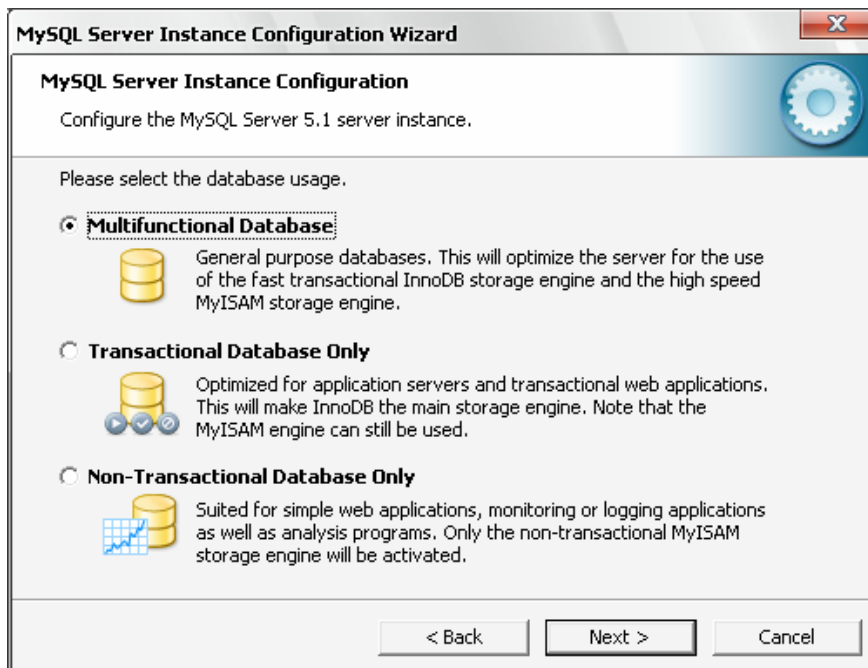 MySQL Server Instance Configuration Wizard
MySQL Server Instance Configuration
Configure the MySQL Server 5.1 server instance.
Please select the database usage.
Multifunctional Database
General purpose databases. This will optimize the server for the use
of the fast transactional InnoDB storage engine and the high speed
MyISAM storage engine.
Transactional Database Only
Optimized for application servers and transactional web applications.
This will make InnoDB the main storage engine. Note that the
MyISAM engine can still be used.
Non-Transactional Database Only
Suited for simple web applications, monitoring or logging applications
as well as analysis programs. Only the non-transactional MyISAM
storage engine will be activated.
< Back
Next >
Cancel